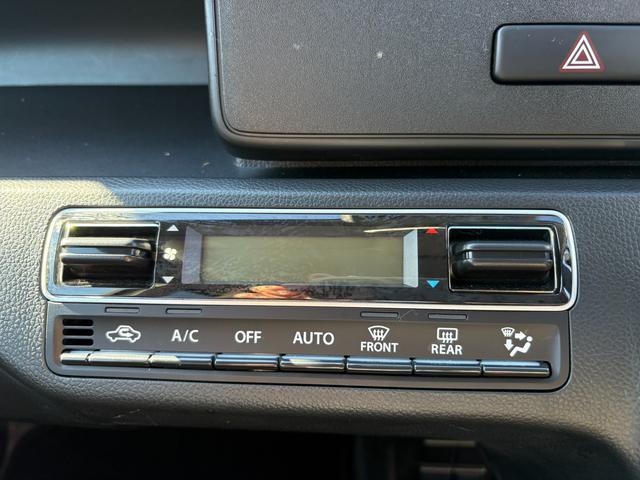 A/C OFF AUTO FRONT REAR